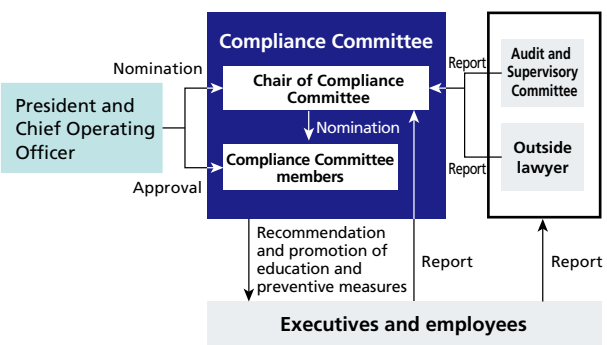 Compliance Committee
Nomination
Chair of Compliance
Committee
Report
Audit and
Supervisory
Committee
President and
Chief Operating
Officer
Nomination
Compliance Committee
members
Approval
Report
Outside
lawyer
Recommendation
and promotion of
education and
preventive measures
Report
Report
Executives and employees